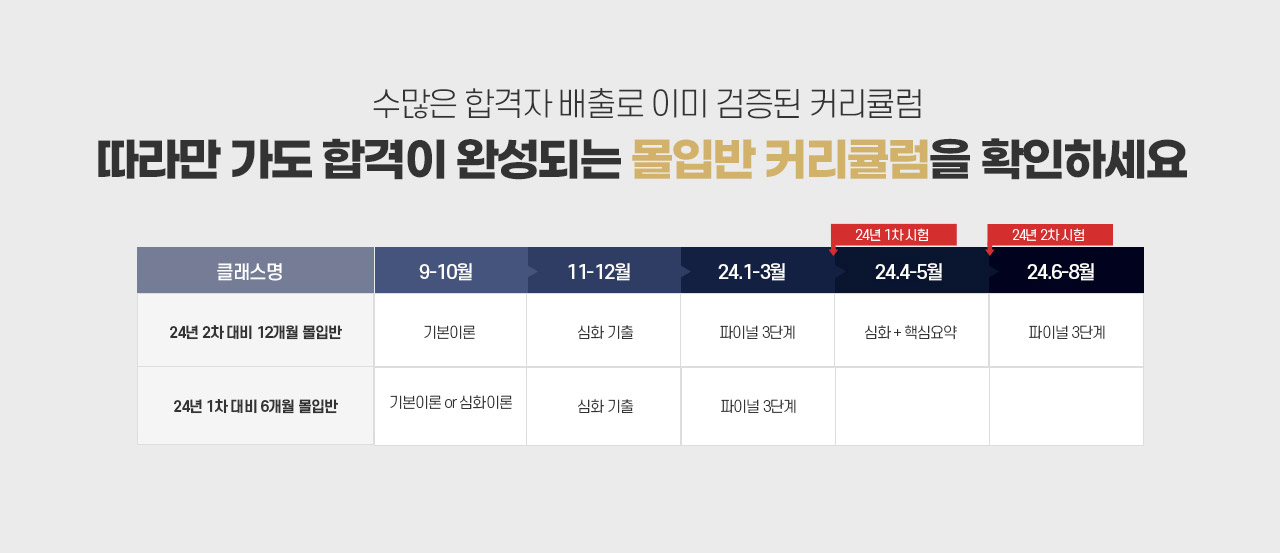 수많은 합격자 배출로 이미 검증된 커리큘럼
따라만 가도 합격이 완성되는 몰입반 커리큘럼을 확인하세요
24년 1차 시험 24년 2차 시험
클래스명 9-10월 11-12월 24.1-3월 24.4-5월 24.6-8월
24년 2차 대비 12개월 몰입반 기본이론 심화 기출 파이널 3단계 심화 + 핵심요약 파이널 3단계
24년 1차 대비 6개월 몰입반 기본이론 or 심화이론 심화 기출 파이널 3단계